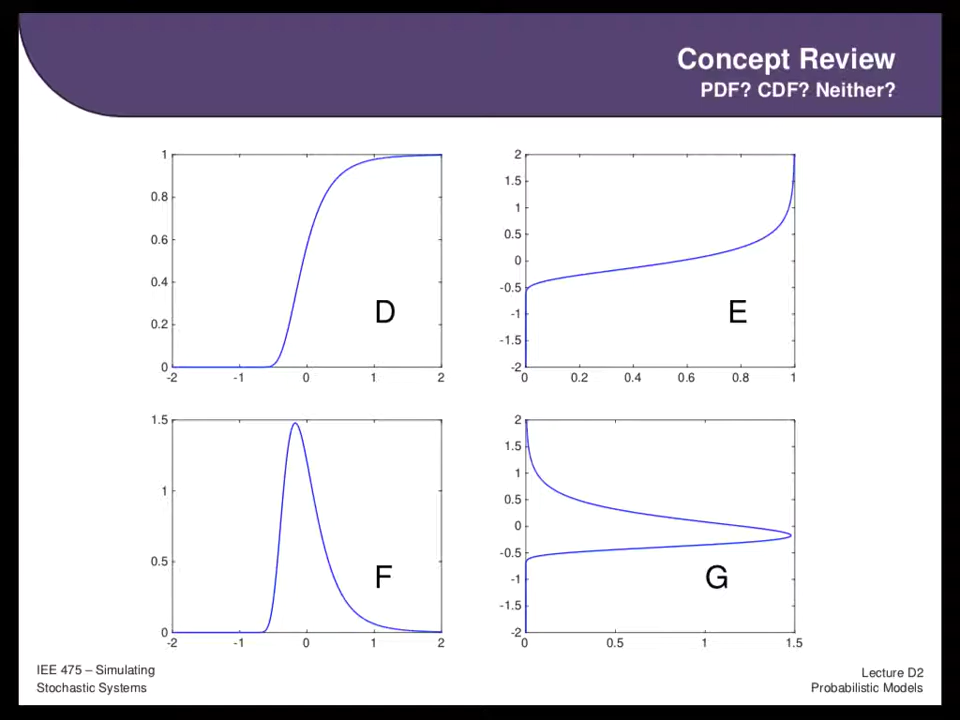 Concept Review
PDF? CDF? Neither?
1
0.8
0.6
0.4
0.2
0
-2 -1 0 1 2
D
2
1.5
1
0.5
0
-0.5
-1
-1.5
-2
0 0.2 0.4 0.6 0.8 1
E
1.5
1
0.5
0
-2 -1 0 1 2
F
2
1.5
1
0.5
0
-0.5
-1
-1.5
-2
0 0.5 1 1.5
G
IEE 475 – Simulating
Stochastic Systems
Lecture D2
Probabilistic Models